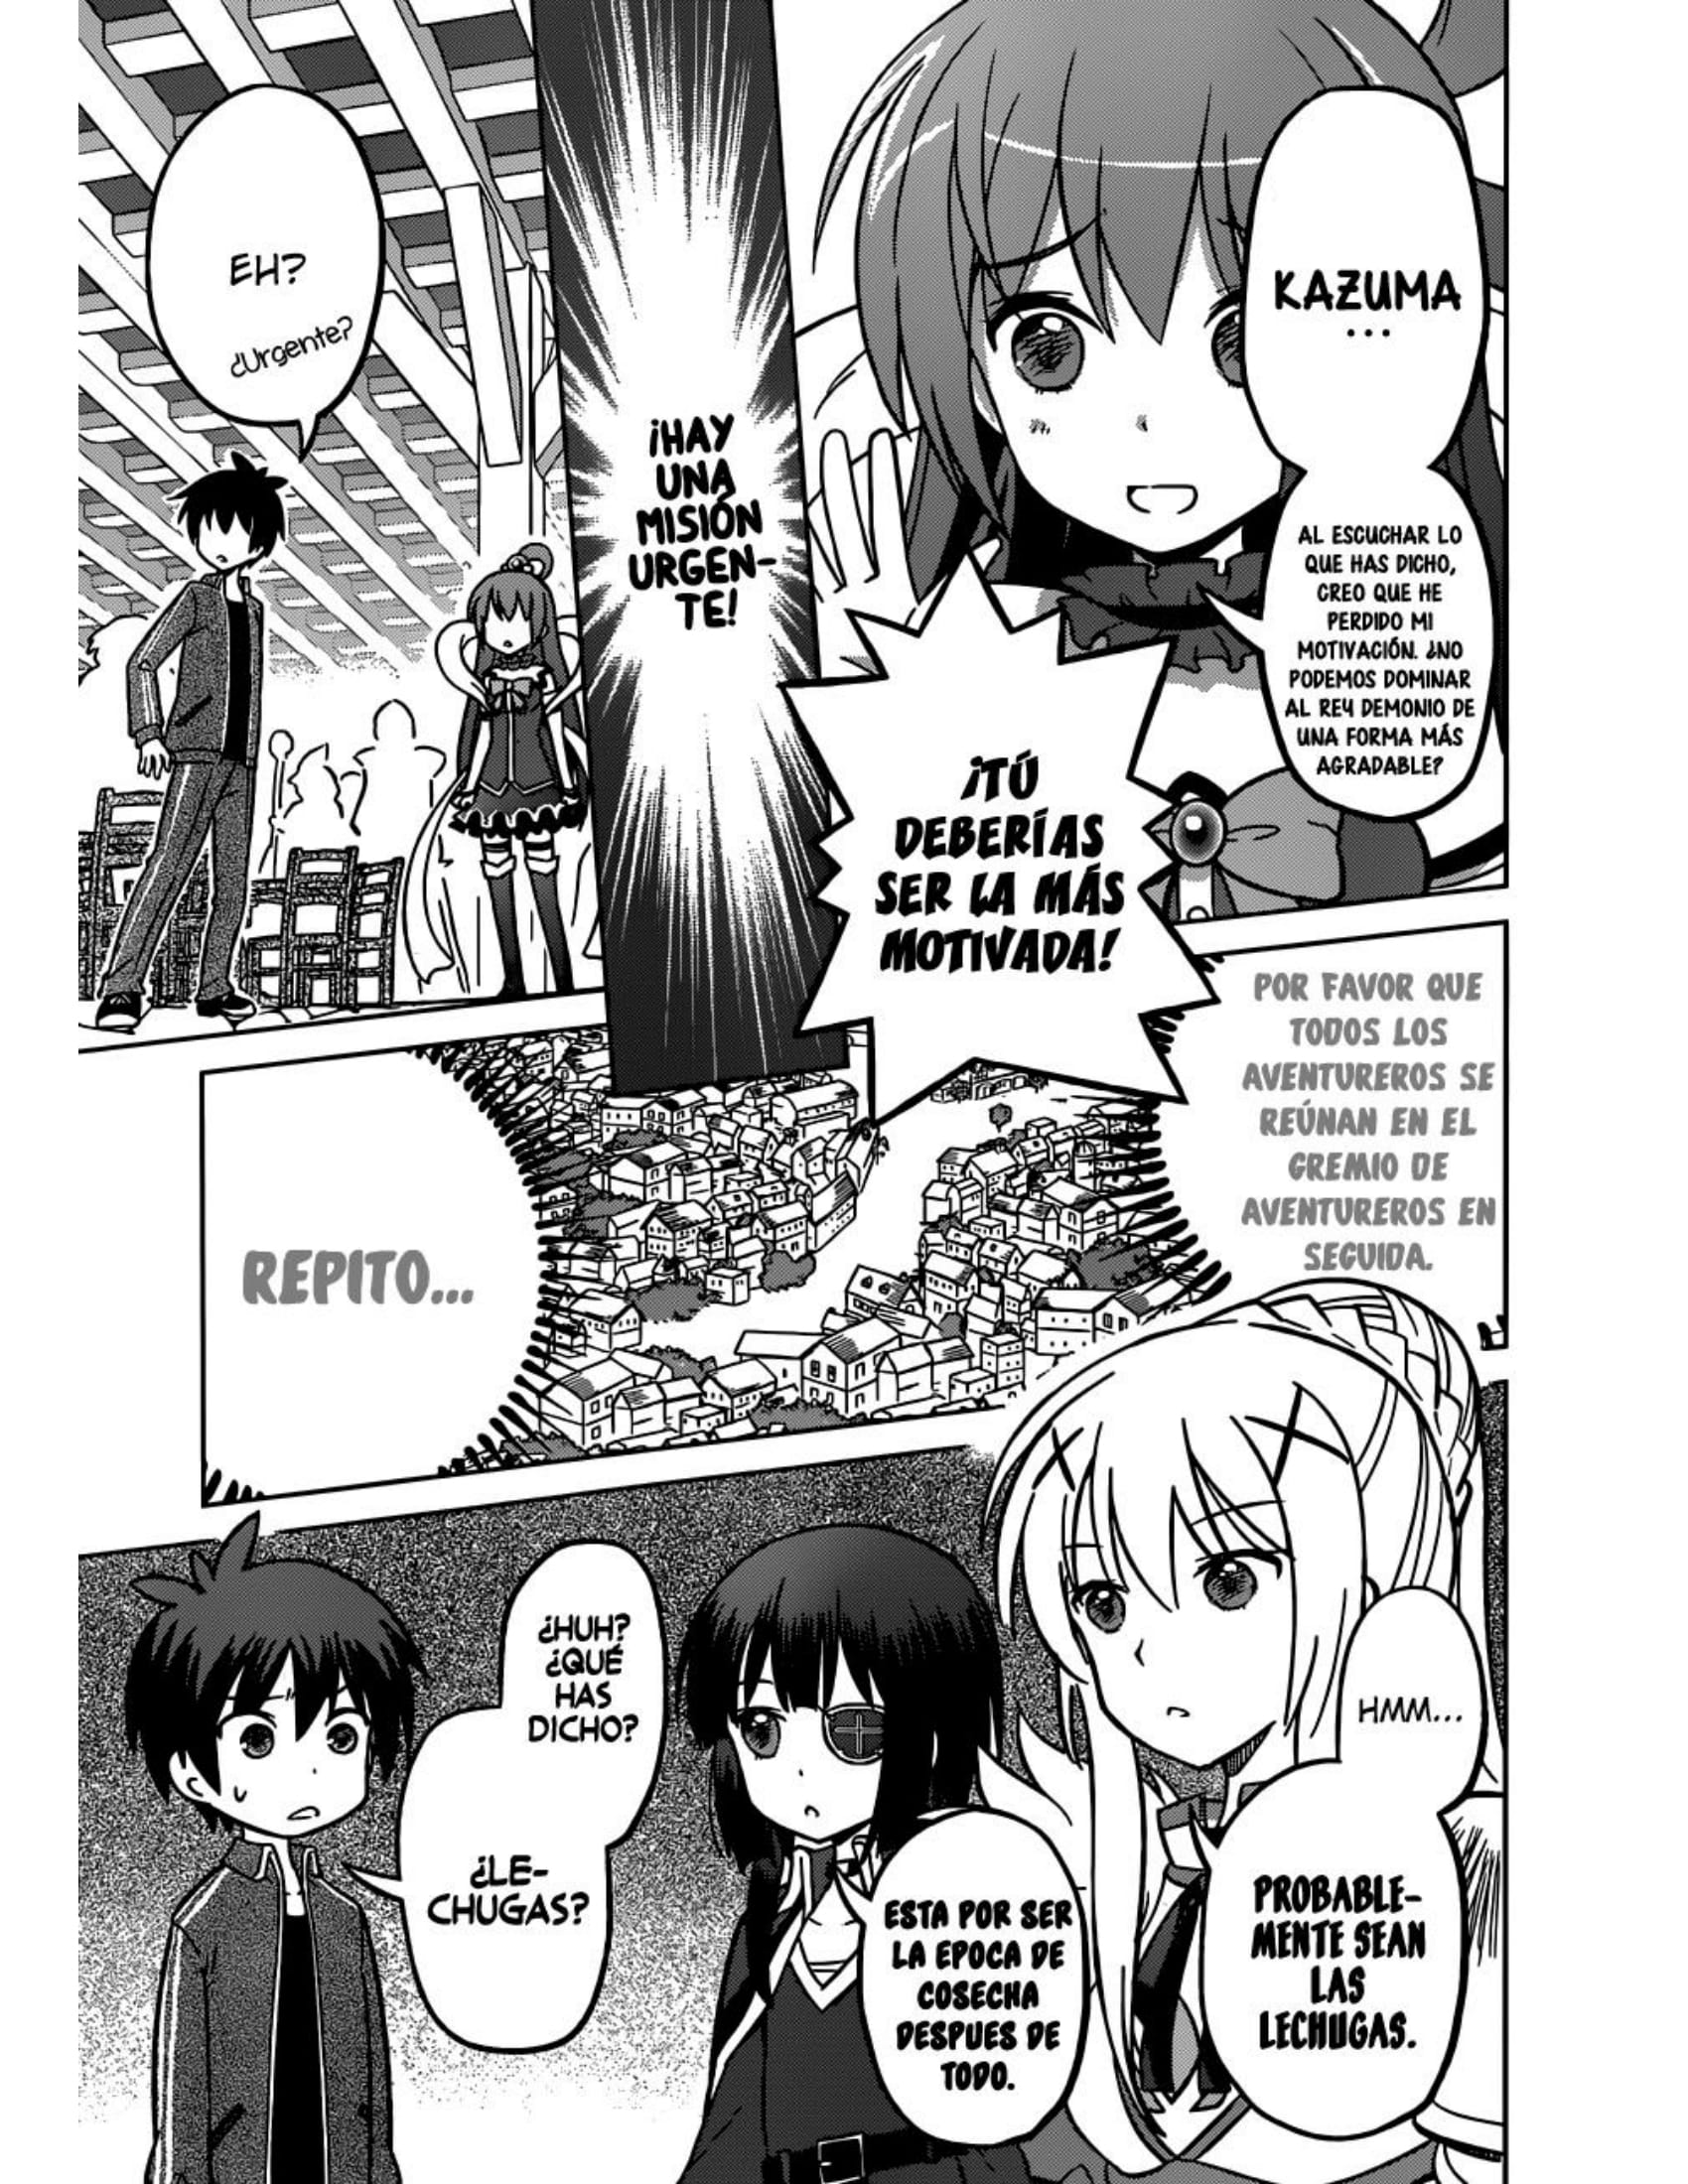 KAZUMA
...
AL ESCUCHAR LO
QUE HAS DICHO,
CREO QUE HE
PERDIDO MI
MOTIVACIÓN. ¿NO
PODEMOS DOMINAR
AL REY DEMONIO DE
UNA FORMA MÁS
AGRADABLE?
¡TÚ
DEBERÍAS
SER LA MÁS
MOTIVADA!
¡HAY
UNA
MISIÓN
URGEN-
TE!
EH?
¿Urgente?
POR FAVOR QUE
TODOS LOS
AVENTUREROS SE
REÚNAN EN EL
GREMIO DE
AVENTUREROS EN
SEGUIDA.
REPITO...
HMM...
PROBABLE-
MENTE SEAN
LAS
LECHUGAS.
ESTA POR SER
LA EPOCA DE
COSECHA
DESPUES DE
TODO.
¿HUH?
¿QUÉ
HAS
DICHO?
¿LE-
CHUGAS?